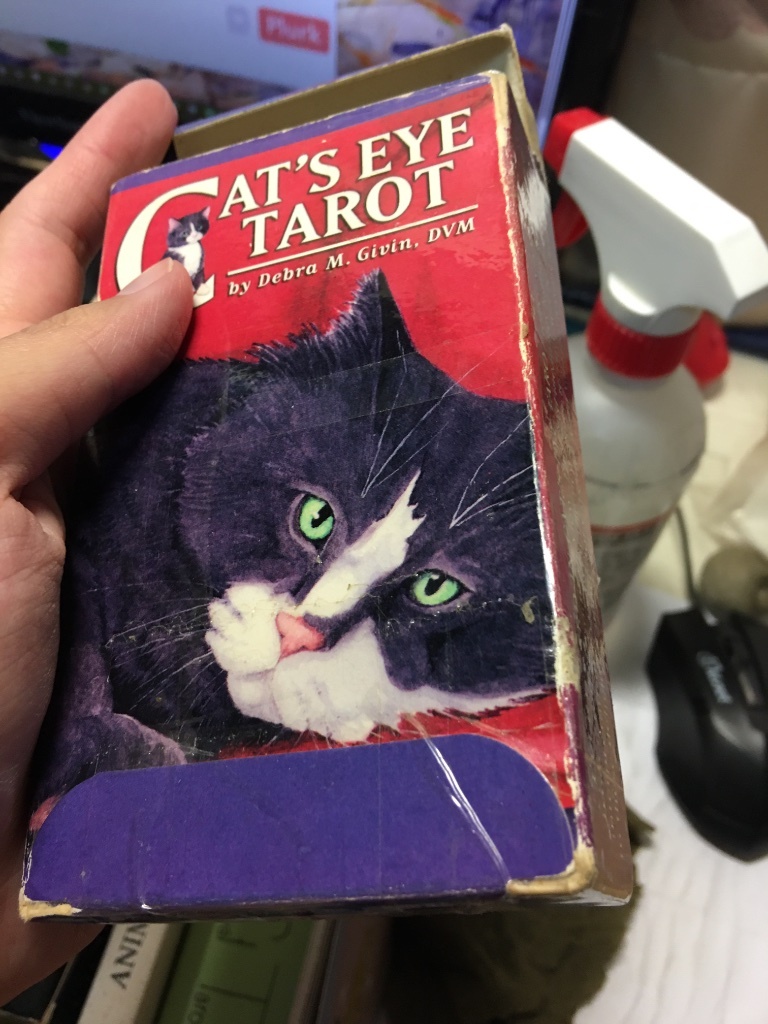 Plurk
CAT'S EYE
TAROT
by Debra M. Givin, DVM
ANIM